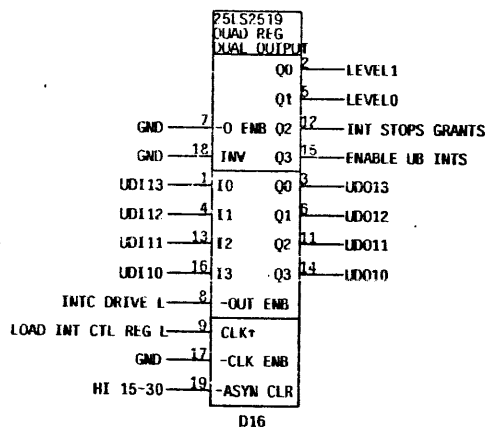 25LS2519
QUAD REG
DUAL OUTPUT
Q0 2 LEVEL1
Q1 5 LEVEL0
GND 7 -O ENB Q2 12 INT STOPS GRANTS
GND 18 INV Q3 15 ENABLE UB INTS
UDI13 1 I0 Q0 3 UDO13
UDI12 4 I1 Q1 6 UDO12
UDI11 13 I2 Q2 11 UDO11
UDI10 16 I3 Q3 14 UDO10
INTC DRIVE L 8 -OUT ENB
LOAD INT CTL REG L 9 CLK↑
GND 17 -CLK ENB
HI 15-30 19 -ASYN CLR
D16